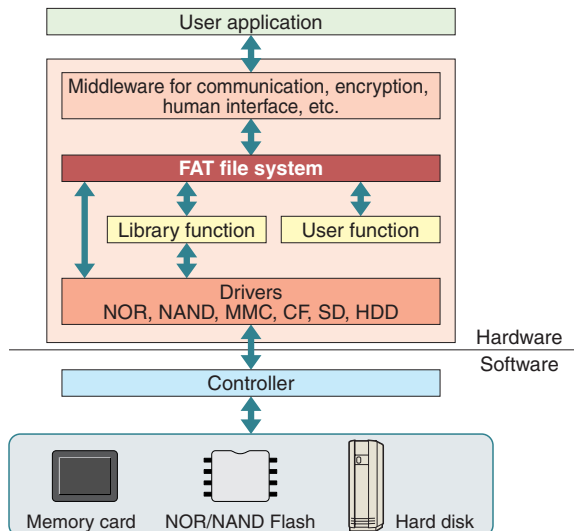 User application
Middleware for communication, encryption,
human interface, etc.
FAT file system
Library function
User function
Drivers
NOR, NAND, MMC, CF, SD, HDD
Hardware
Software
Controller
Memory card
NOR/NAND Flash
Hard disk